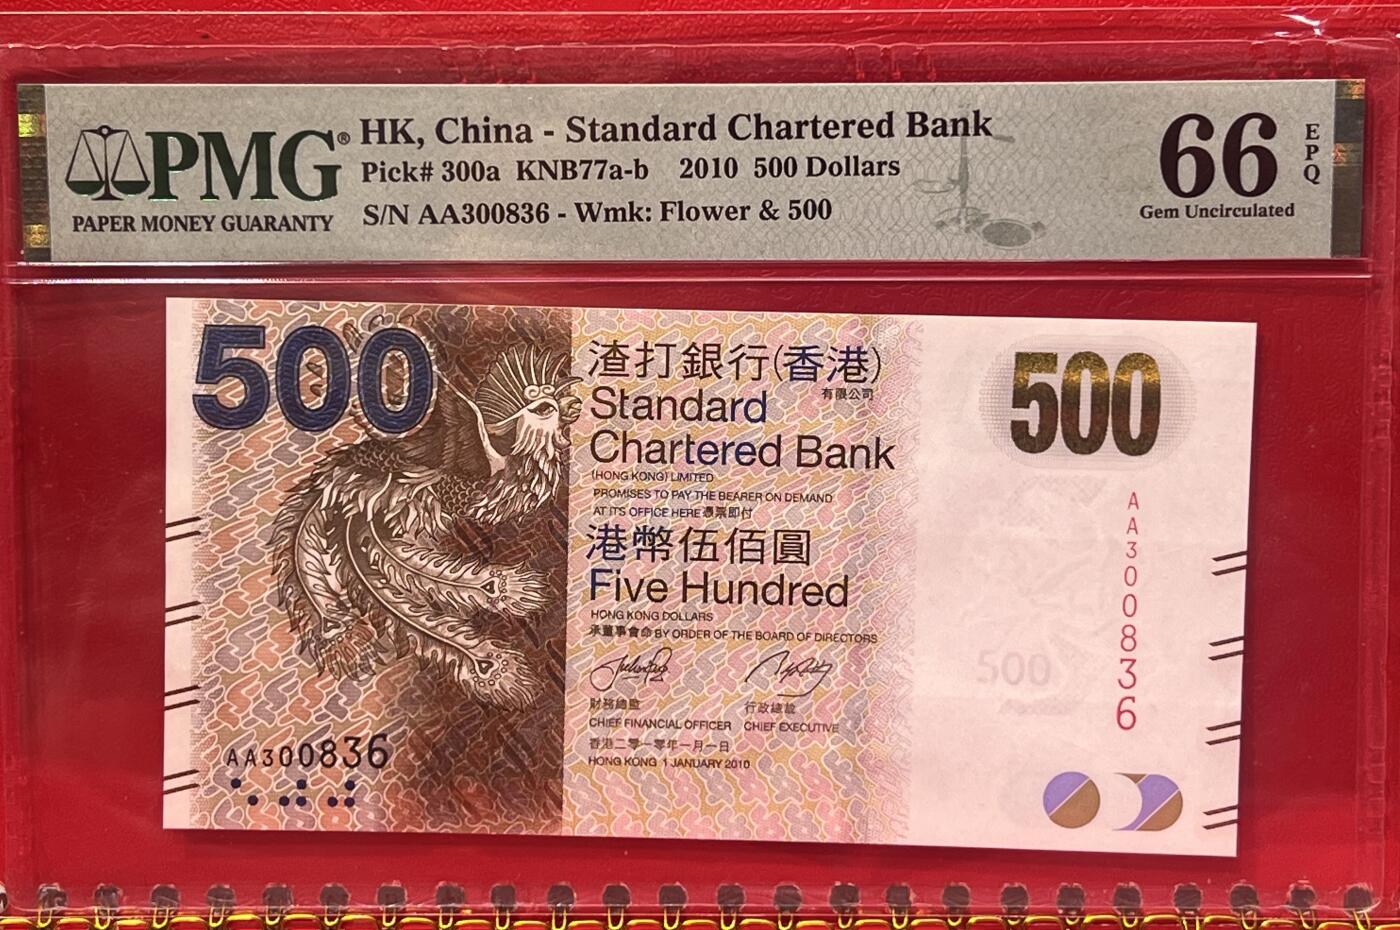 PMG®
PAPER MONEY GUARANTY
HK, China - Standard Chartered Bank
Pick# 300a KNB77a-b 2010 500 Dollars
S/N AA300836 - Wmk: Flower & 500
66
EPQ
Gem Uncirculated
500
渣打銀行(香港)
有限公司
Standard
Chartered Bank
(HONG KONG) LIMITED
PROMISES TO PAY THE BEARER ON DEMAND
AT ITS OFFICE HERE 憑票即付
港幣伍佰圓
Five Hundred
HONG KONG DOLLARS
承董事會命 BY ORDER OF THE BOARD OF DIRECTORS
財務總監 行政總裁
CHIEF FINANCIAL OFFICER CHIEF EXECUTIVE
香港二零一零年一月一日
HONG KONG 1 JANUARY 2010
AA300836
500
AA300836
500